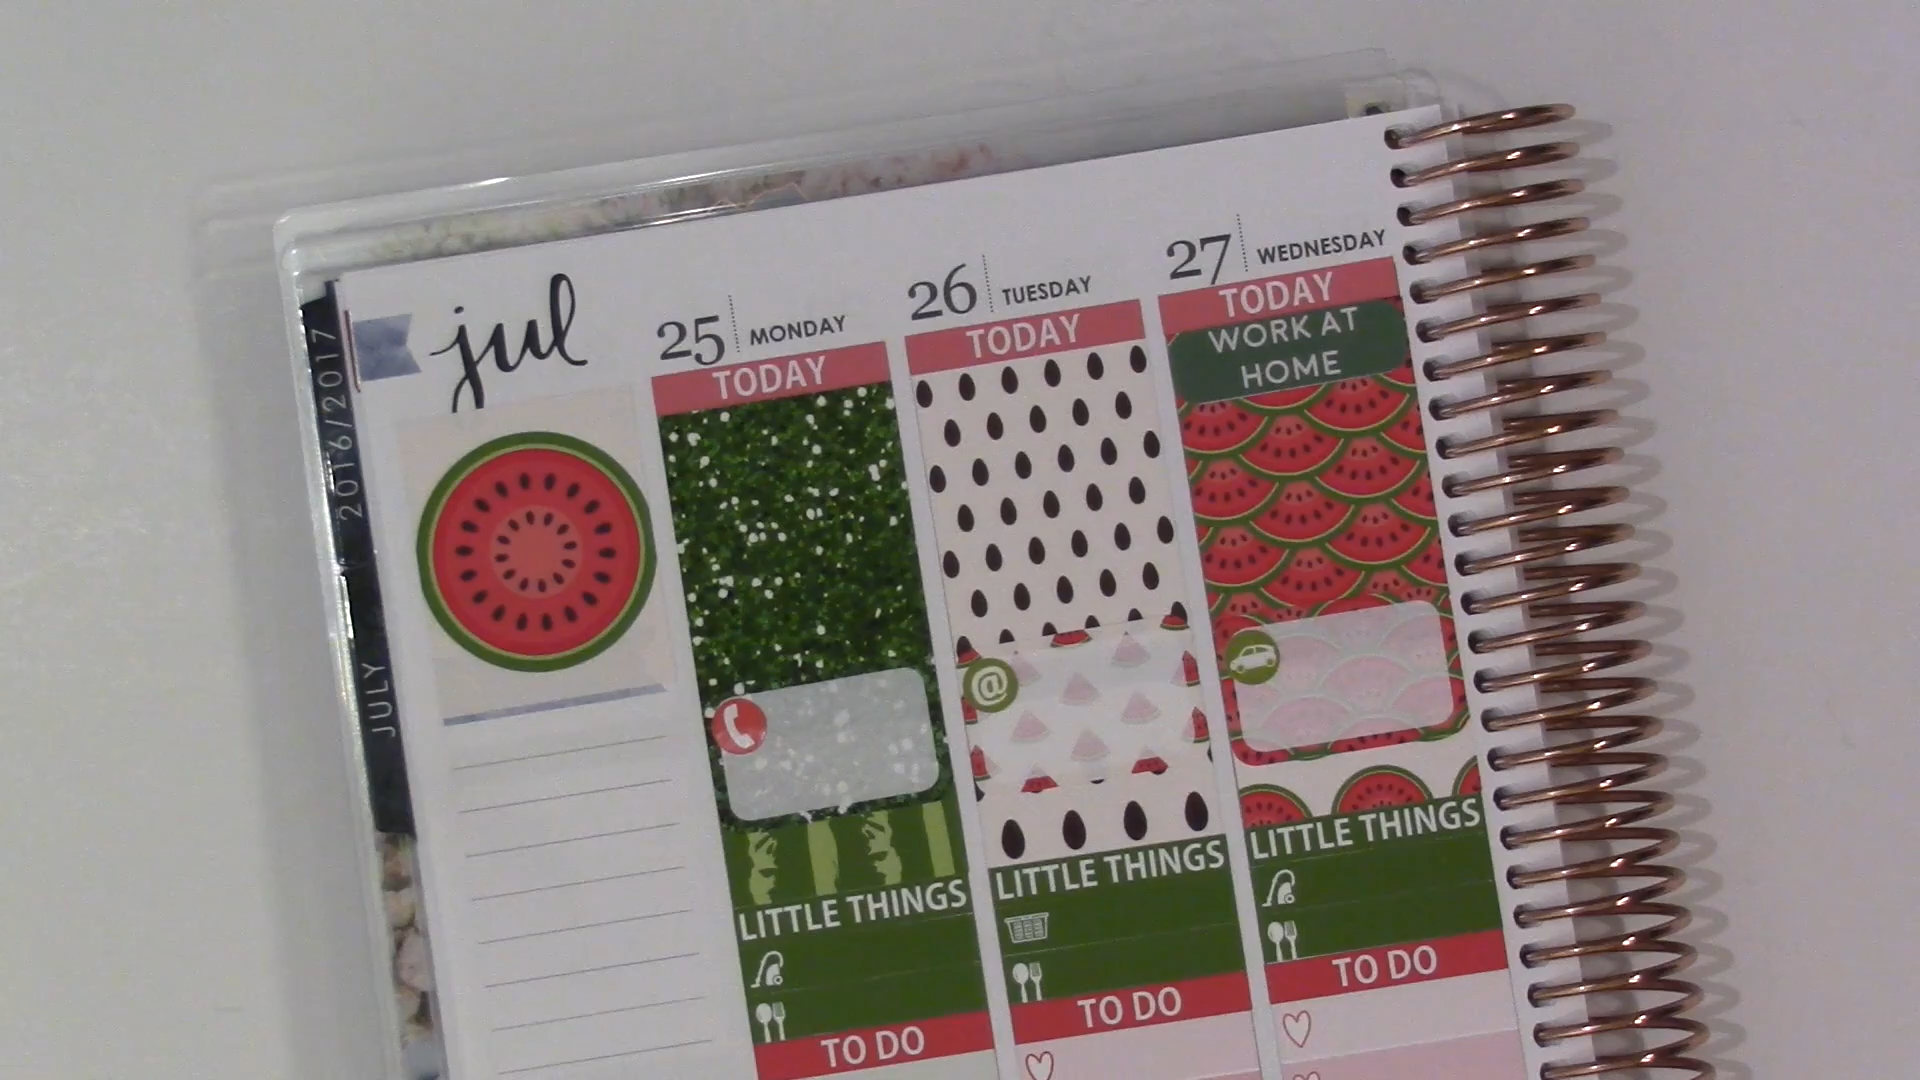 jul
2016/2017
JULY
25 MONDAY
TODAY
LITTLE THINGS
TO DO
26 TUESDAY
TODAY
@
LITTLE THINGS
TO DO
27 WEDNESDAY
TODAY
WORK AT
HOME
LITTLE THINGS
TO DO